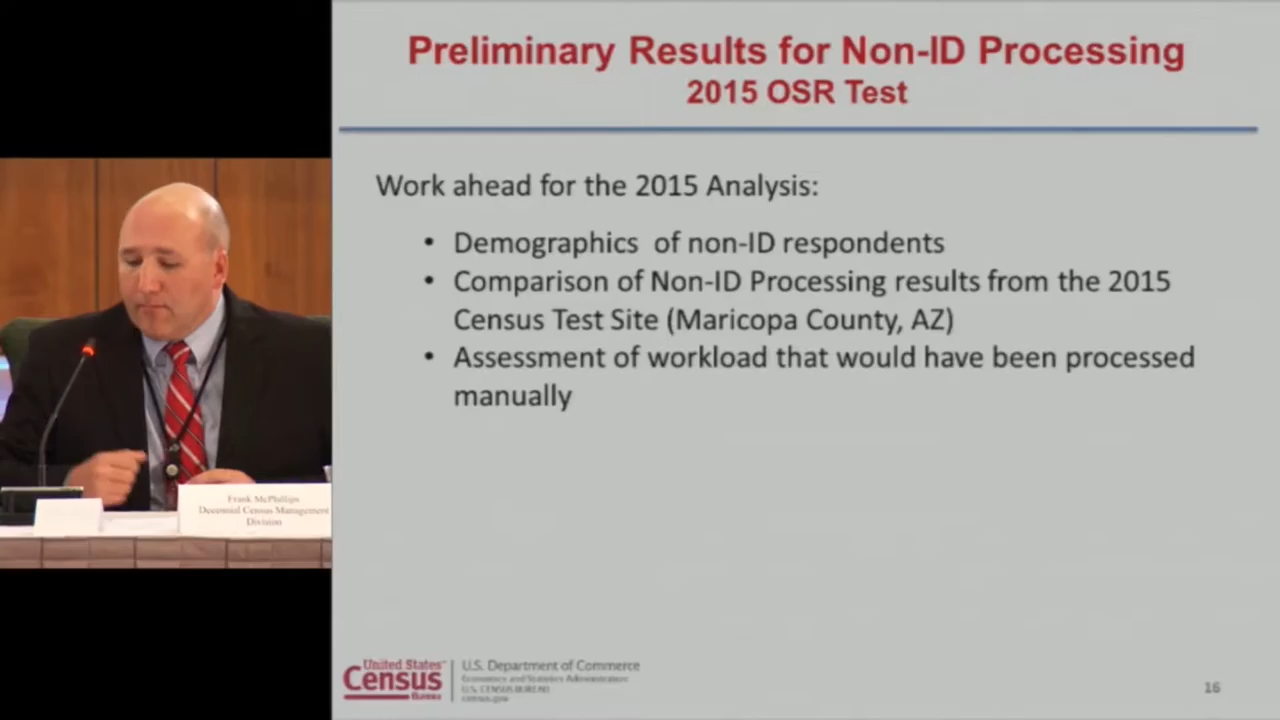 Preliminary Results for Non-ID Processing
2015 OSR Test
Work ahead for the 2015 Analysis:
• Demographics of non-ID respondents
• Comparison of Non-ID Processing results from the 2015
Census Test Site (Maricopa County, AZ)
• Assessment of workload that would have been processed
manually
Frank McPhillips
Decennial Census Management
Division
United States
Census
Bureau
U.S. Department of Commerce
Economics and Statistics Administration
U.S. CENSUS BUREAU
census.gov
16